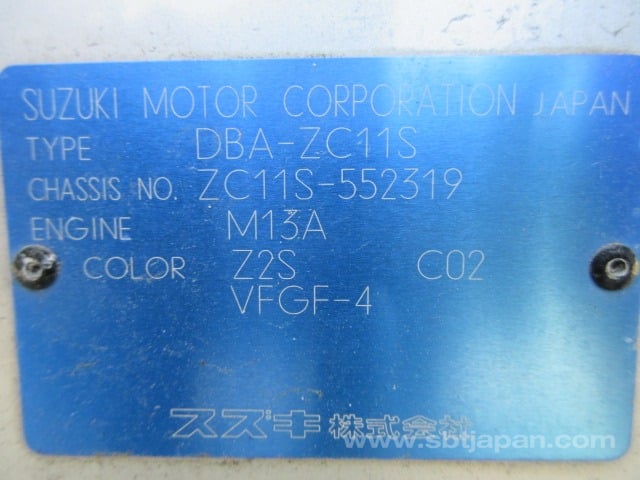 SUZUKI MOTOR CORPORATION JAPAN
TYPE DBA-ZC11S
CHASSIS NO. ZC11S-552319
ENGINE M13A
COLOR Z2S C02
VFGF-4
スズキ株式会社
www.sbtjapan.com